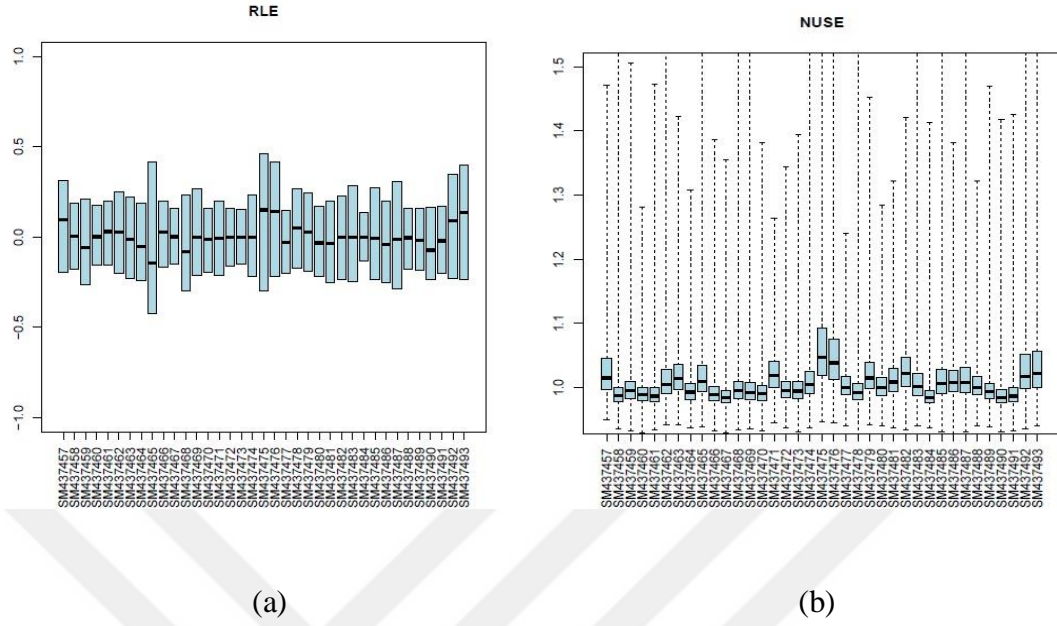 RLE
1.0
0.5
0.0
-0.5
-1.0
SM437457
SM437458
SM437459
SM437460
SM437461
SM437462
SM437463
SM437464
SM437465
SM437466
SM437467
SM437468
SM437469
SM437470
SM437471
SM437472
SM437473
SM437474
SM437475
SM437476
SM437477
SM437478
SM437479
SM437480
SM437481
SM437482
SM437483
SM437484
SM437485
SM437486
SM437487
SM437488
SM437489
SM437490
SM437491
SM437492
SM437493
(a)
NUSE
1.5
1.4
1.3
1.2
1.1
1.0
SM437457
SM437458
SM437459
SM437460
SM437461
SM437462
SM437463
SM437464
SM437465
SM437466
SM437467
SM437468
SM437469
SM437470
SM437471
SM437472
SM437473
SM437474
SM437475
SM437476
SM437477
SM437478
SM437479
SM437480
SM437481
SM437482
SM437483
SM437484
SM437485
SM437486
SM437487
SM437488
SM437489
SM437490
SM437491
SM437492
SM437493
(b)